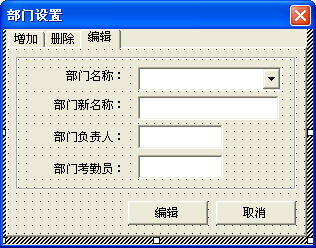 部门设置
增加 删除 编辑
部门名称：
部门新名称：
部门负责人：
部门考勤员：
编辑 取消